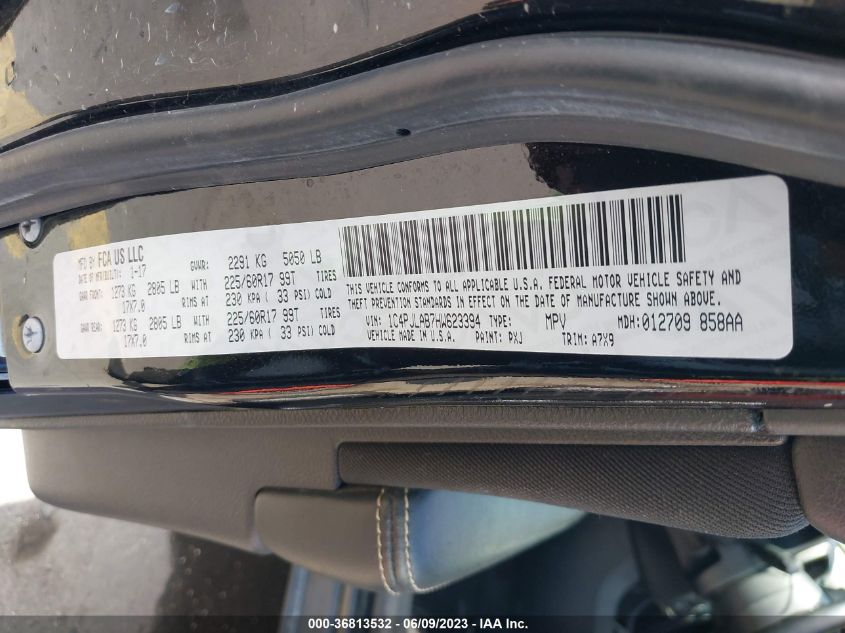 MFD BY FCA US LLC
DATE OF MFR/BUILT: 1-17
GVWR: 2291 KG 5050 LB
GAWR FRONT: 1273 KG 2805 LB WITH 225/60R17 99T TIRES
17X7.0 RIMS AT 230 KPA ( 33 PSI) COLD
GAWR REAR: 1273 KG 2805 LB WITH 225/60R17 99T TIRES
17X7.0 RIMS AT 230 KPA ( 33 PSI) COLD
THIS VEHICLE CONFORMS TO ALL APPLICABLE U.S.A. FEDERAL MOTOR VEHICLE SAFETY AND
THEFT PREVENTION STANDARDS IN EFFECT ON THE DATE OF MANUFACTURE SHOWN ABOVE.
VIN: 1C4PJLAB7HW623394 TYPE: MPV MDH: 012709 858AA
VEHICLE MADE IN U.S.A. PAINT: PXJ TRIM: A7X9
000-36813532 - 06/09/2023 - IAA Inc.